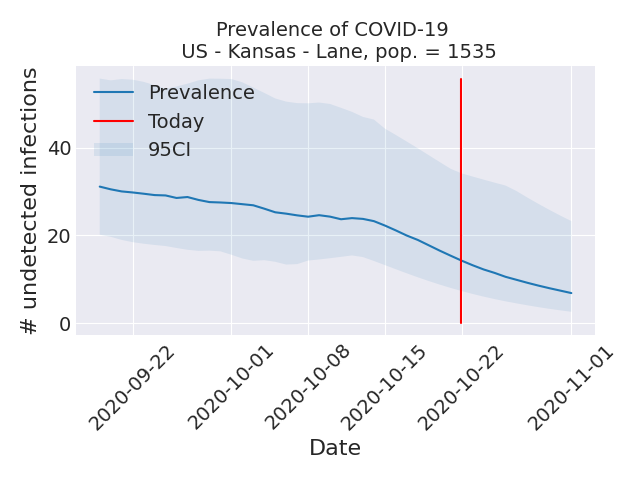 Prevalence of COVID-19
US - Kansas - Lane, pop. = 1535
# undetected infections
40
20
0
Prevalence
Today
95CI
2020-09-22
2020-10-01
2020-10-08
2020-10-15
2020-10-22
2020-11-01
Date